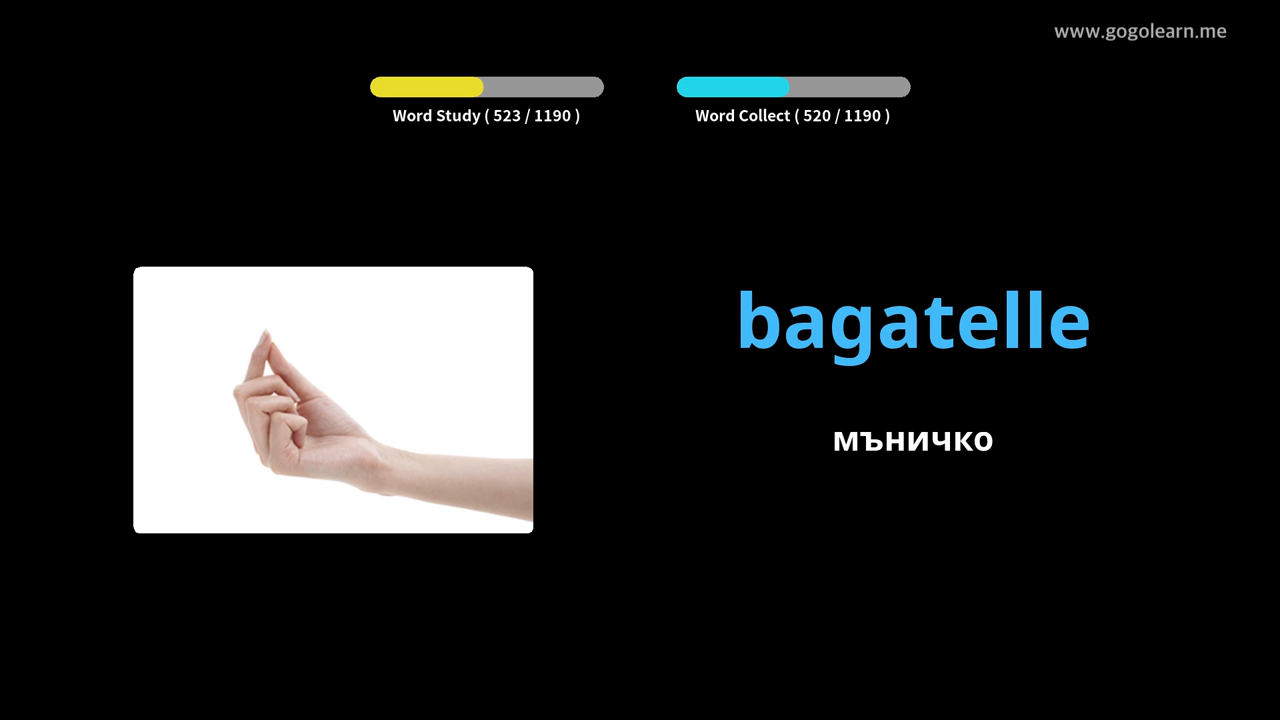 www.gogolearn.me
Word Study ( 523 / 1190 )
Word Collect ( 520 / 1190 )
bagatelle
мъничко